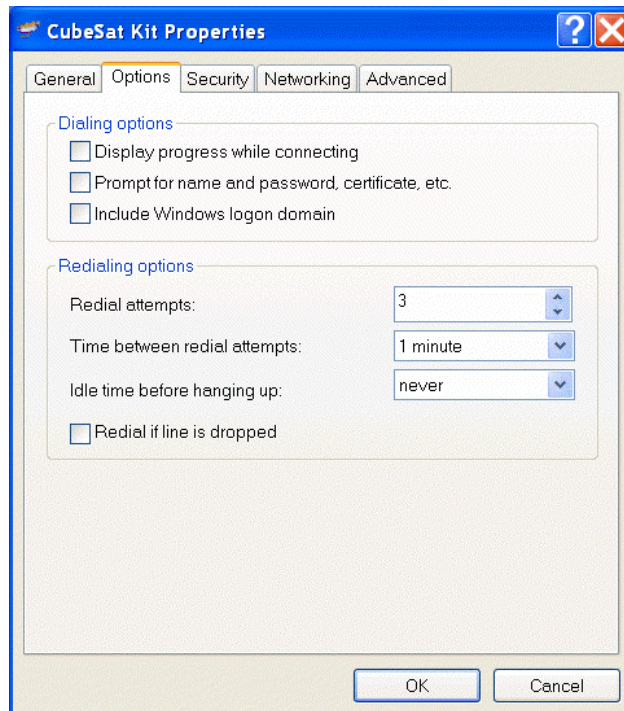 CubeSat Kit Properties
General Options Security Networking Advanced
Dialing options
Display progress while connecting
Prompt for name and password, certificate, etc.
Include Windows logon domain
Redialing options
Redial attempts: 3
Time between redial attempts: 1 minute
Idle time before hanging up: never
Redial if line is dropped
OK Cancel